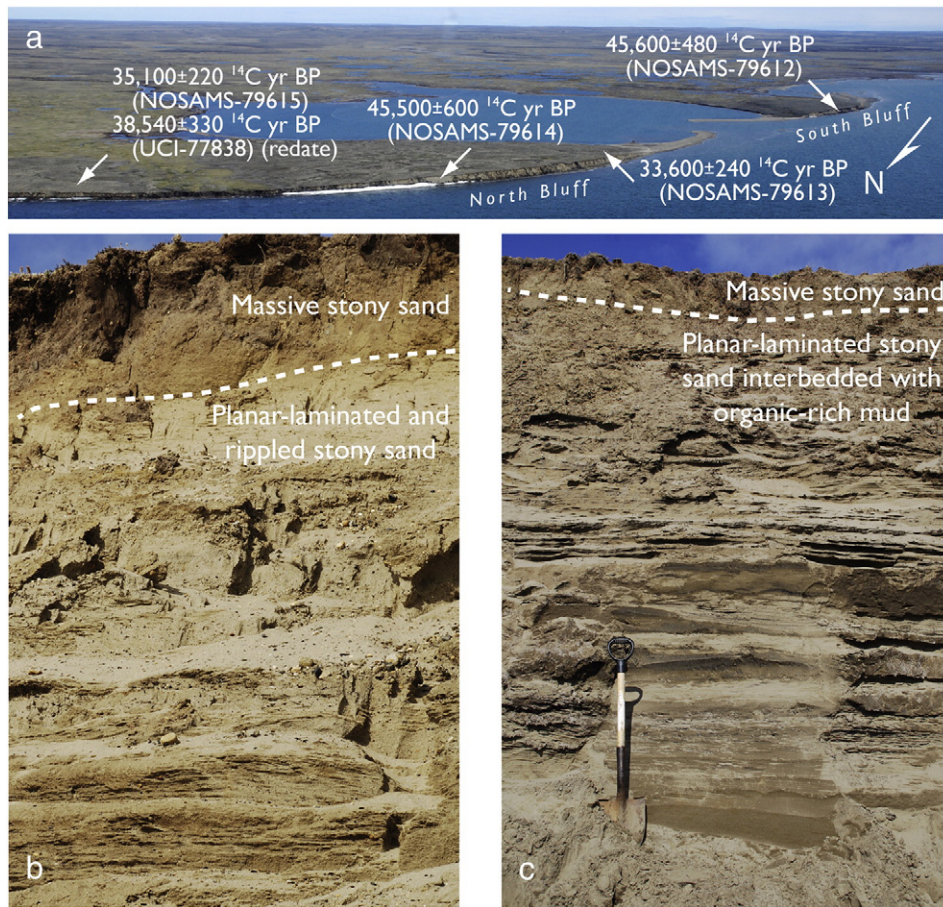 a
45,600±480 ¹⁴C yr BP
(NOSAMS-79612)
35,100±220 ¹⁴C yr BP
(NOSAMS-79615)
38,540±330 ¹⁴C yr BP
(UCI-77838) (redate)
45,500±600 ¹⁴C yr BP
(NOSAMS-79614)
South Bluff
North Bluff
33,600±240 ¹⁴C yr BP
(NOSAMS-79613)
N
Massive stony sand
Planar-laminated and
rippled stony sand
b
Massive stony sand
Planar-laminated stony
sand interbedded with
organic-rich mud
c